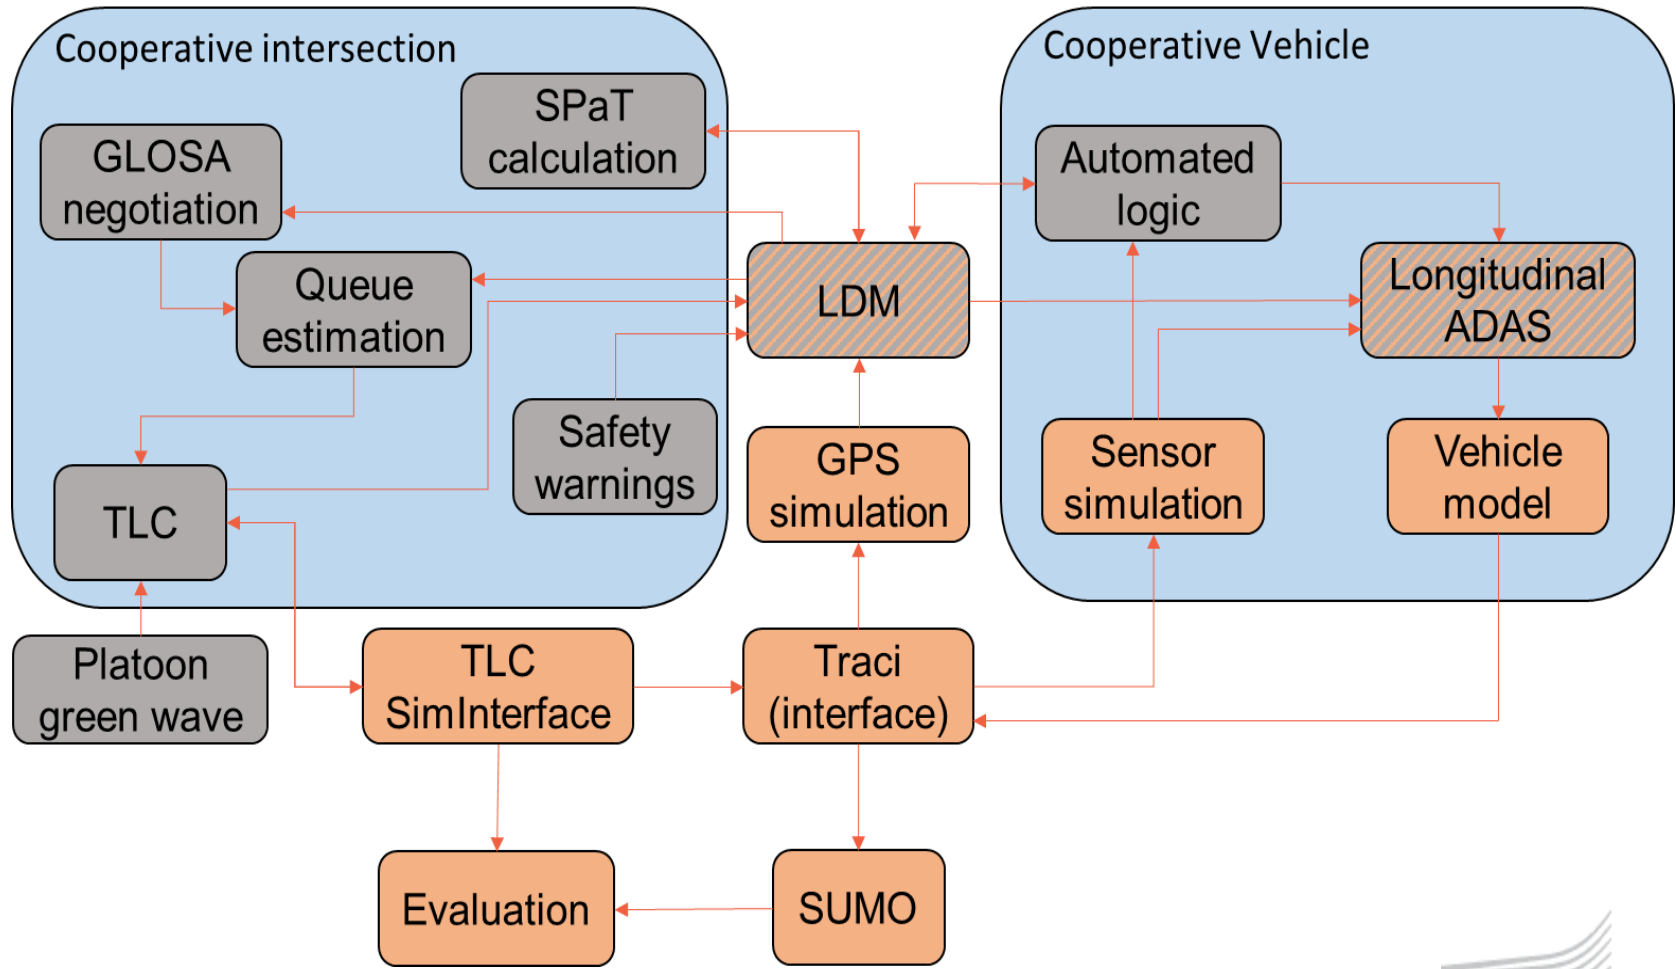 Cooperative intersection
Cooperative Vehicle
SPaT
calculation
GLOSA
negotiation
Automated
logic
Queue
estimation
LDM
Longitudinal
ADAS
Safety
warnings
GPS
simulation
Sensor
simulation
Vehicle
model
TLC
Platoon
green wave
TLC
SimInterface
Traci
(interface)
Evaluation
SUMO